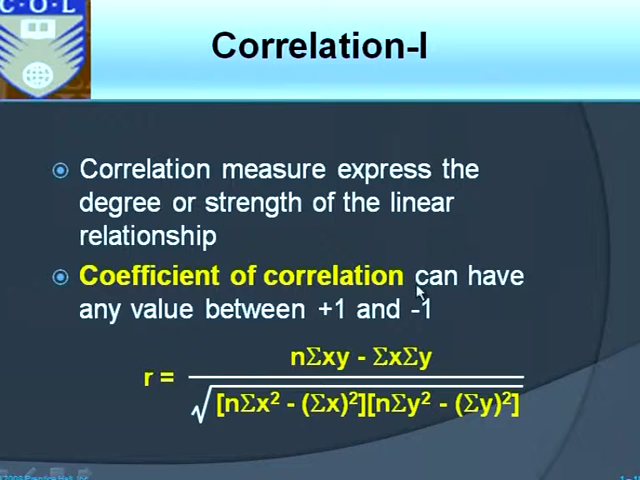 C·O·L
Correlation-I
Correlation measure express the
degree or strength of the linear
relationship
Coefficient of correlation can have
any value between +1 and -1
nΣxy - ΣxΣy
r =
√[nΣx² - (Σx)²][nΣy² - (Σy)²]